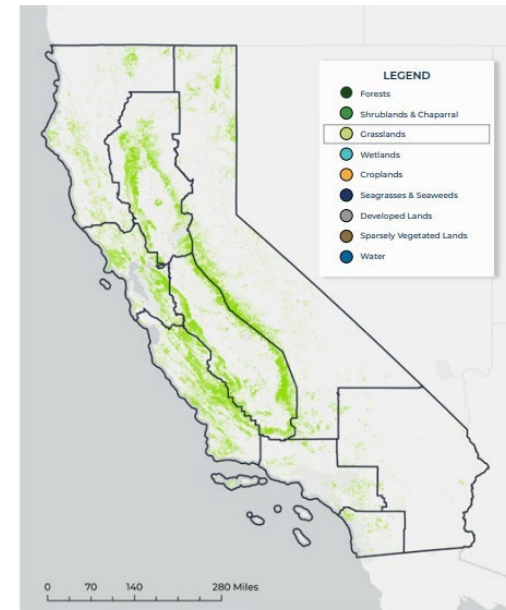 LEGEND
Forests
Shrublands & Chaparral
Grasslands
Wetlands
Croplands
Seagrasses & Seaweeds
Developed Lands
Sparsely Vegetated Lands
Water
0 70 140 280 Miles